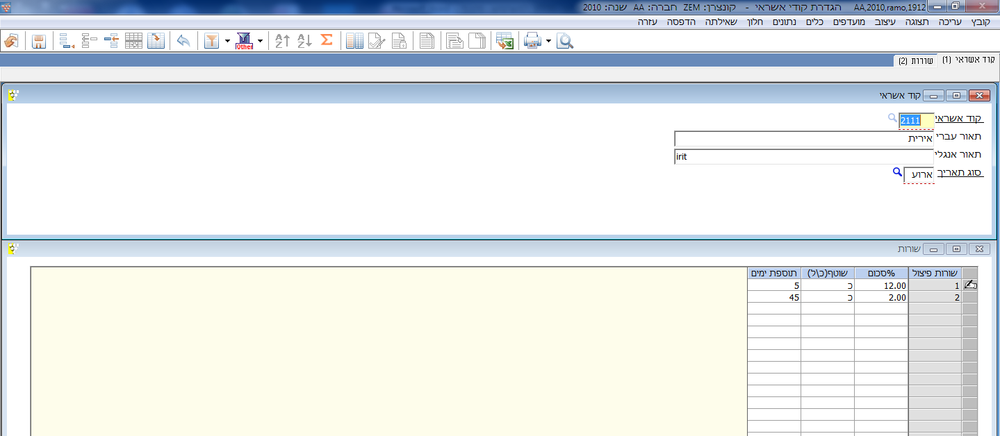 הגדרת קודי אשראי - קונצרן: ZEM חברה: AA שנה: 2010 AA,2010,ramo,1912
קובץ עריכה תצוגה עיצוב מועדפים כלים נתונים חלון שאילתה הדפסה עזרה
Other
A Z
A Z
Σ
קוד אשראי (1) שורות (2)
קוד אשראי
קוד אשראי 2111
תאור עברי אירית
תאור אנגלי irit
סוג תאריך ארוע
שורות
שורות פיצול %סכום שוטף(כ\ל) תוספת ימים
1 12.00 כ 5
2 2.00 כ 45